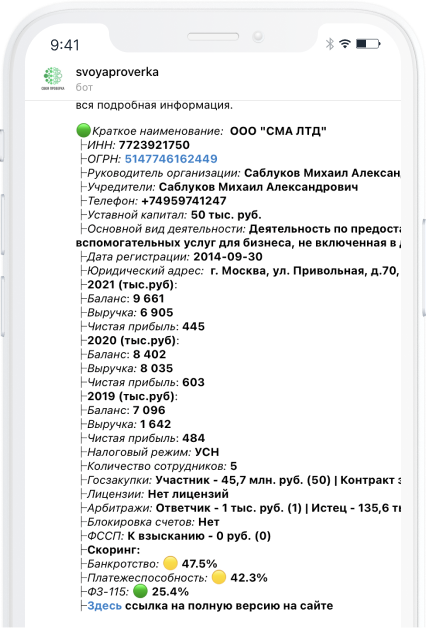 9:41
svoyaproverka
бот
СВОЯ ПРОВЕРКА
вся подробная информация.
Краткое наименование: ООО "СМА ЛТД"
├ИНН: 7723921750
├ОГРН: 5147746162449
├Руководитель организации: Саблуков Михаил Алексан
├Учредители: Саблуков Михаил Александрович
├Телефон: +74959741247
├Уставной капитал: 50 тыс. руб.
├Основной вид деятельности: Деятельность по предоста
вспомогательных услуг для бизнеса, не включенная в
├Дата регистрации: 2014-09-30
├Юридический адрес: г. Москва, ул. Привольная, д.70,
├2021 (тыс.руб):
├Баланс: 9 661
├Выручка: 6 905
├Чистая прибыль: 445
├2020 (тыс.руб):
├Баланс: 8 402
├Выручка: 8 035
├Чистая прибыль: 603
├2019 (тыс.руб):
├Баланс: 7 096
├Выручка: 1 642
├Чистая прибыль: 484
├Налоговый режим: УСН
├Количество сотрудников: 5
├Госзакупки: Участник - 45,7 млн. руб. (50) | Контракт з
├Лицензии: Нет лицензий
├Арбитражи: Ответчик - 1 тыс. руб. (1) | Истец - 135,6 т
├Блокировка счетов: Нет
├ФССП: К взысканию - 0 руб. (0)
├Скоринг:
├Банкротство: 47.5%
├Платежеспособность: 42.3%
├ФЗ-115: 25.4%
├Здесь ссылка на полную версию на сайте